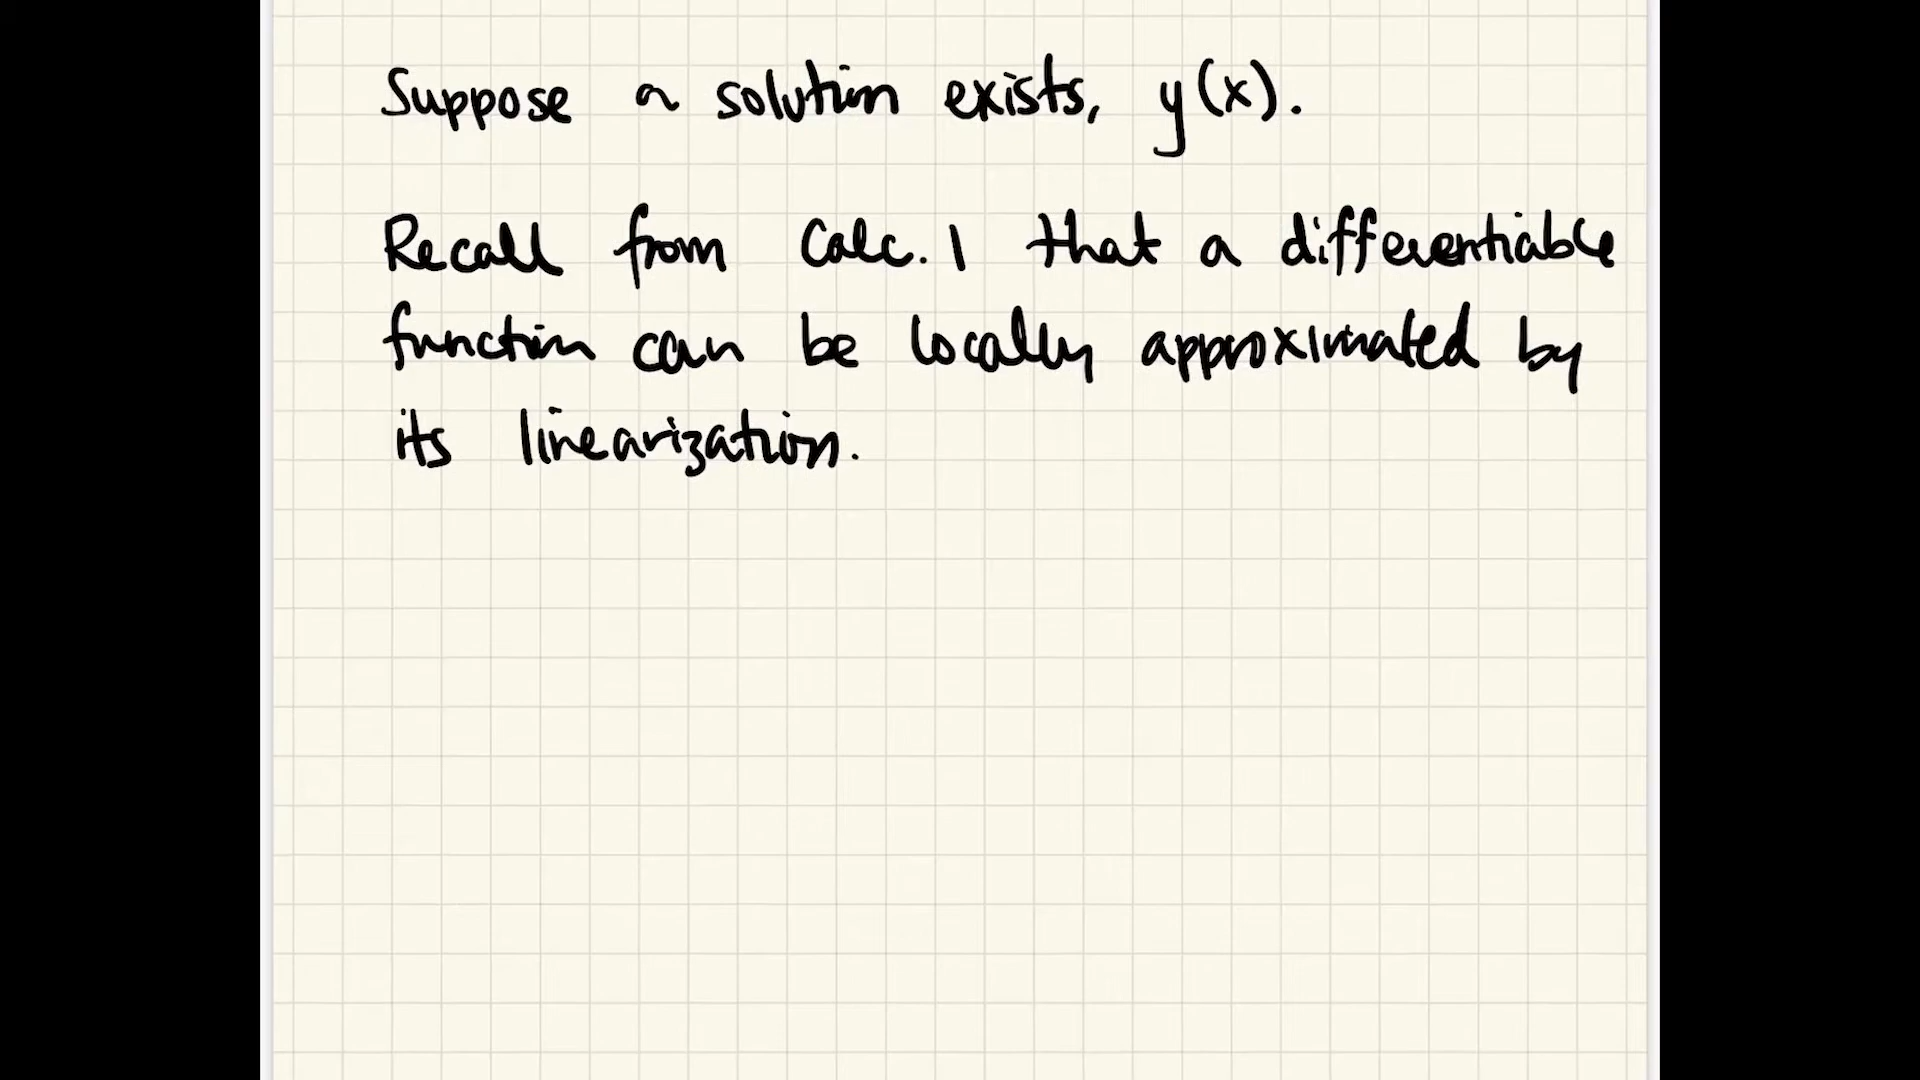 Suppose a solution exists, y(x).
Recall from Calc. 1 that a differentiable
function can be locally approximated by
its linearization.